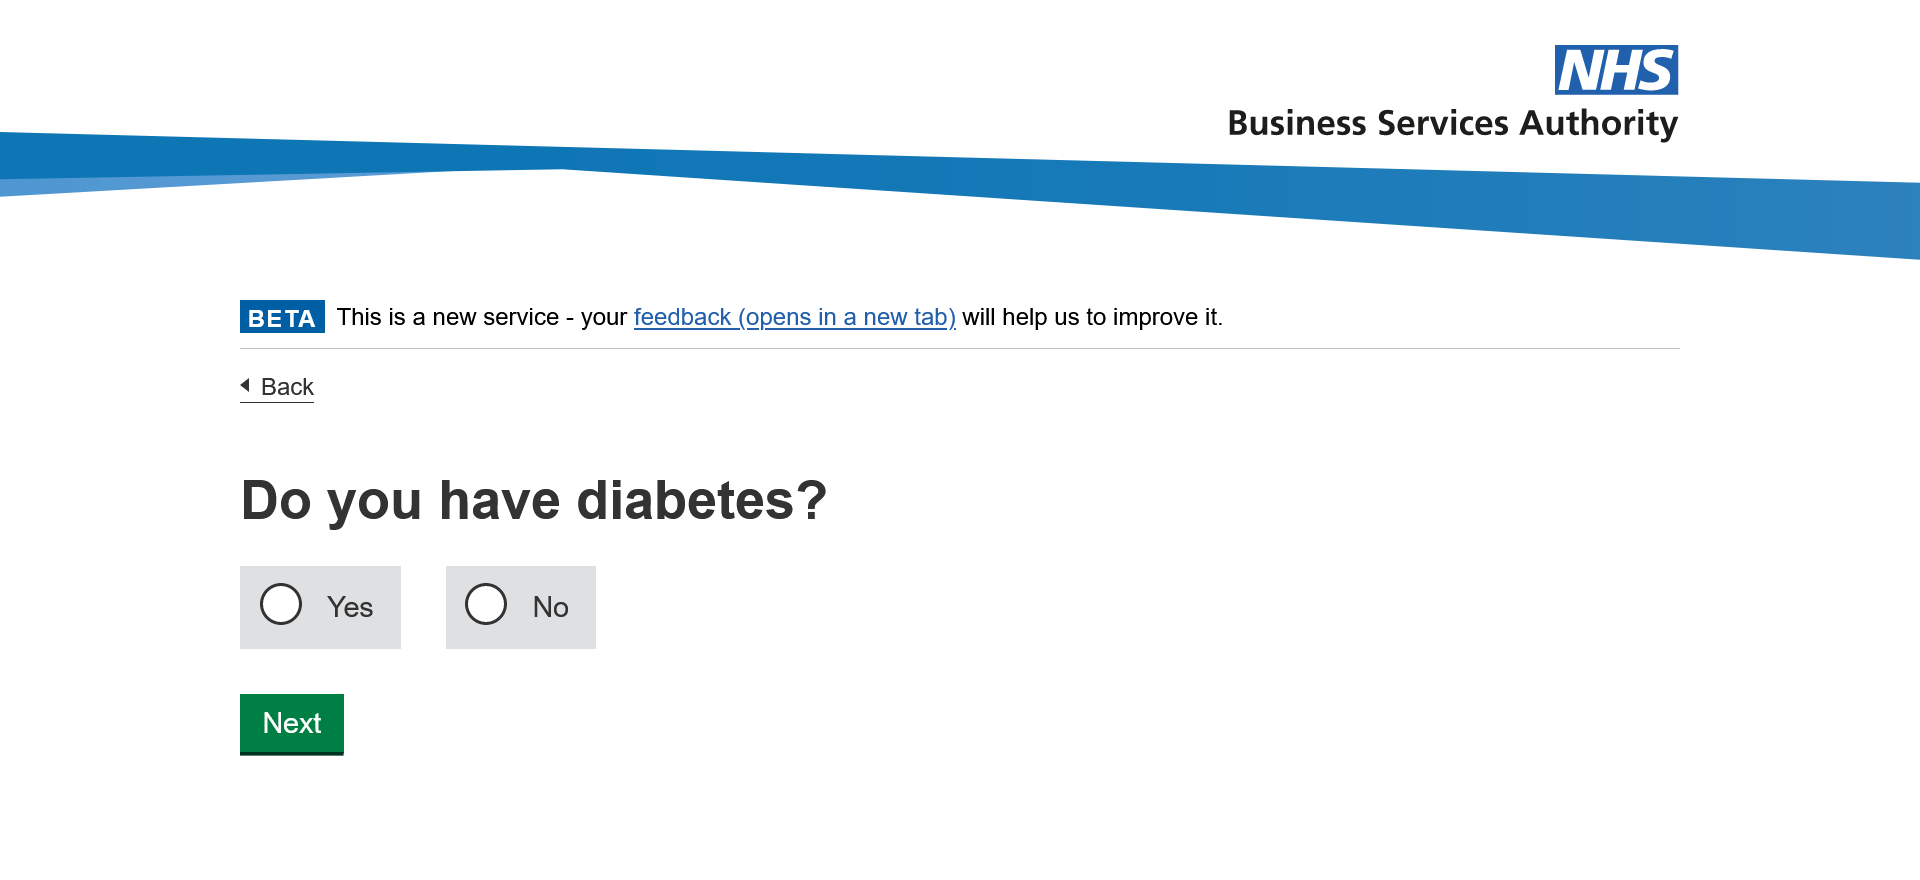 NHS
Business Services Authority
BETA This is a new service - your feedback (opens in a new tab) will help us to improve it.
Back
Do you have diabetes?
Yes No
Next